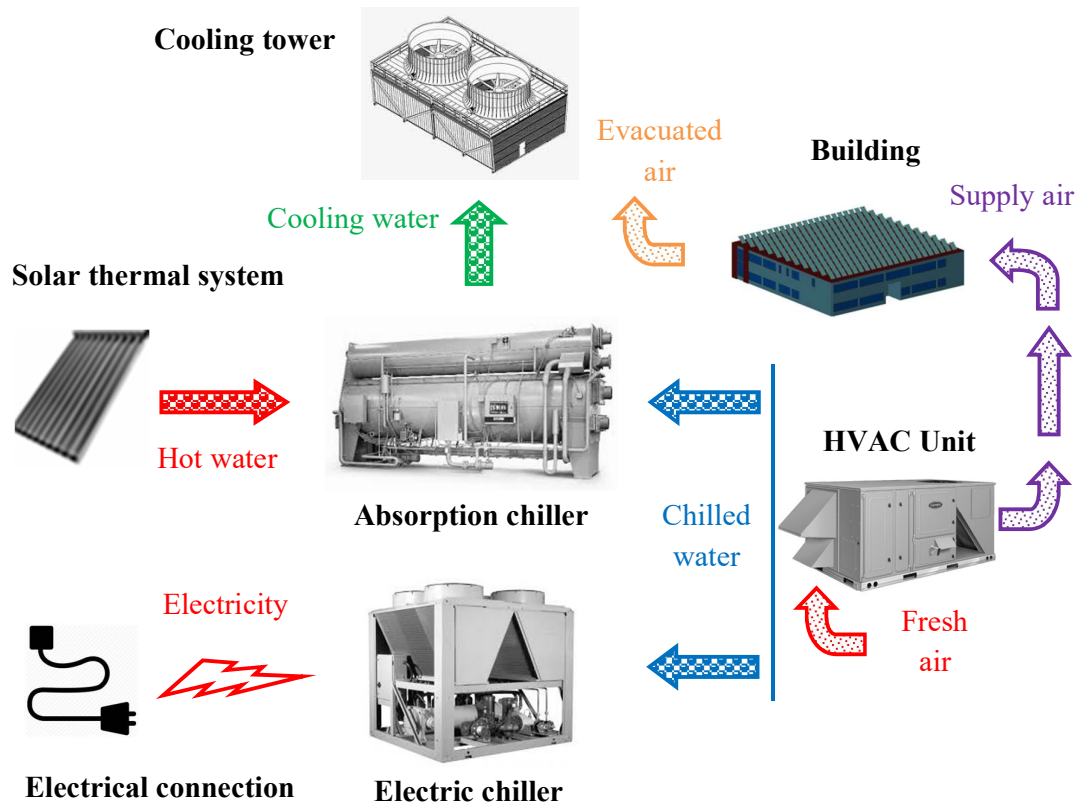 Cooling tower
Evacuated
air
Building
Supply air
Cooling water
Solar thermal system
HVAC Unit
Hot water
Absorption chiller
Chilled
water
Electricity
Fresh
air
Electrical connection
Electric chiller